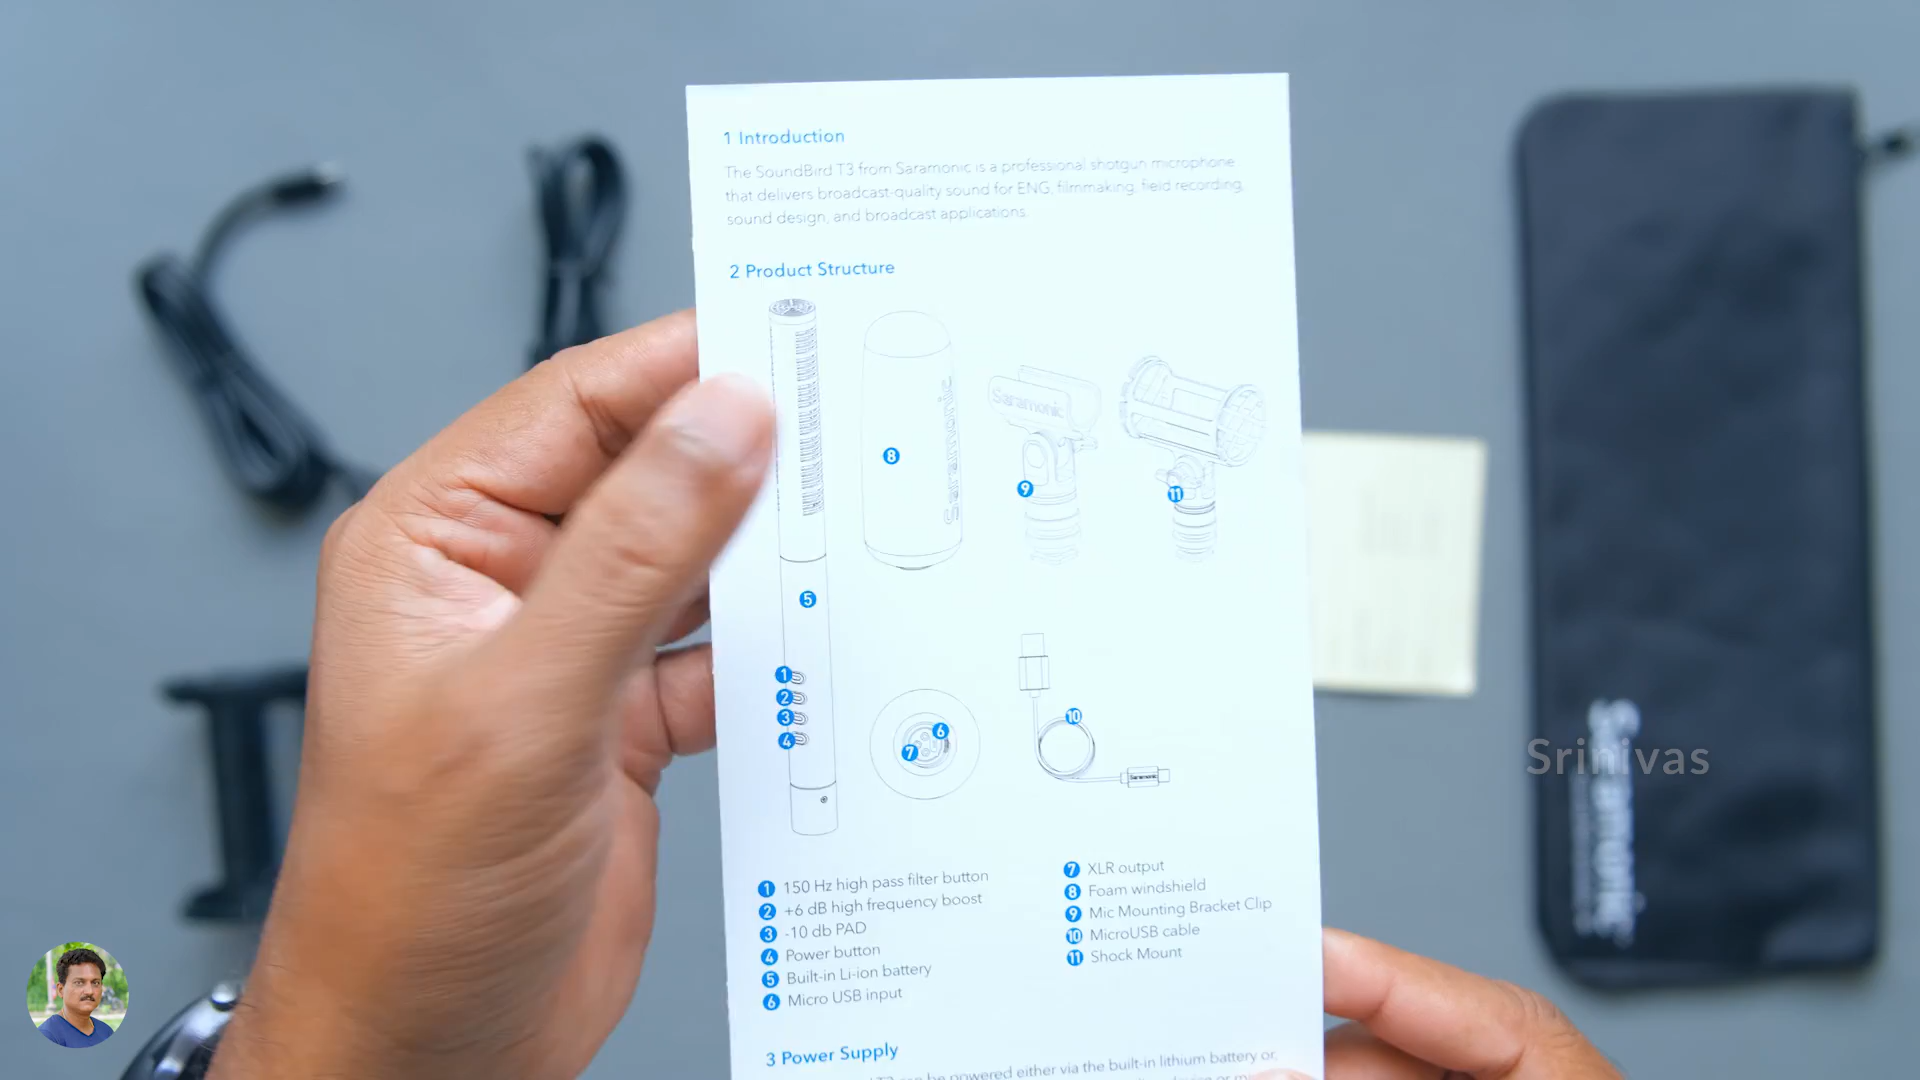 1 Introduction
The SoundBird T3 from Saramonic is a professional shotgun microphone
that delivers broadcast-quality sound for ENG, filmmaking, field recording,
sound design, and broadcast applications.
2 Product Structure
Saramonic
Saramonic
8
9
11
5
1
2
3
4
6
7
10
Saramonic
1 150 Hz high pass filter button
2 +6 dB high frequency boost
3 -10 db PAD
4 Power button
5 Built-in Li-ion battery
6 Micro USB input
7 XLR output
8 Foam windshield
9 Mic Mounting Bracket Clip
10 MicroUSB cable
11 Shock Mount
3 Power Supply
T3 can be powered either via the built-in lithium battery or,
Saramonic
Srinivas